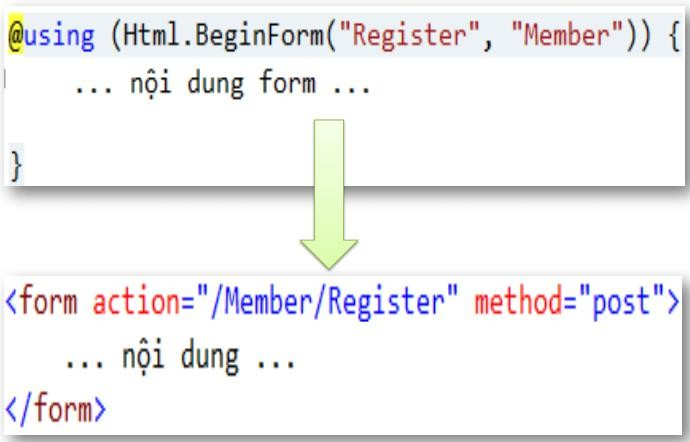 @using (Html.BeginForm("Register", "Member")) {
... nội dung form ...
}
<form action="/Member/Register" method="post">
... nội dung ...
</form>